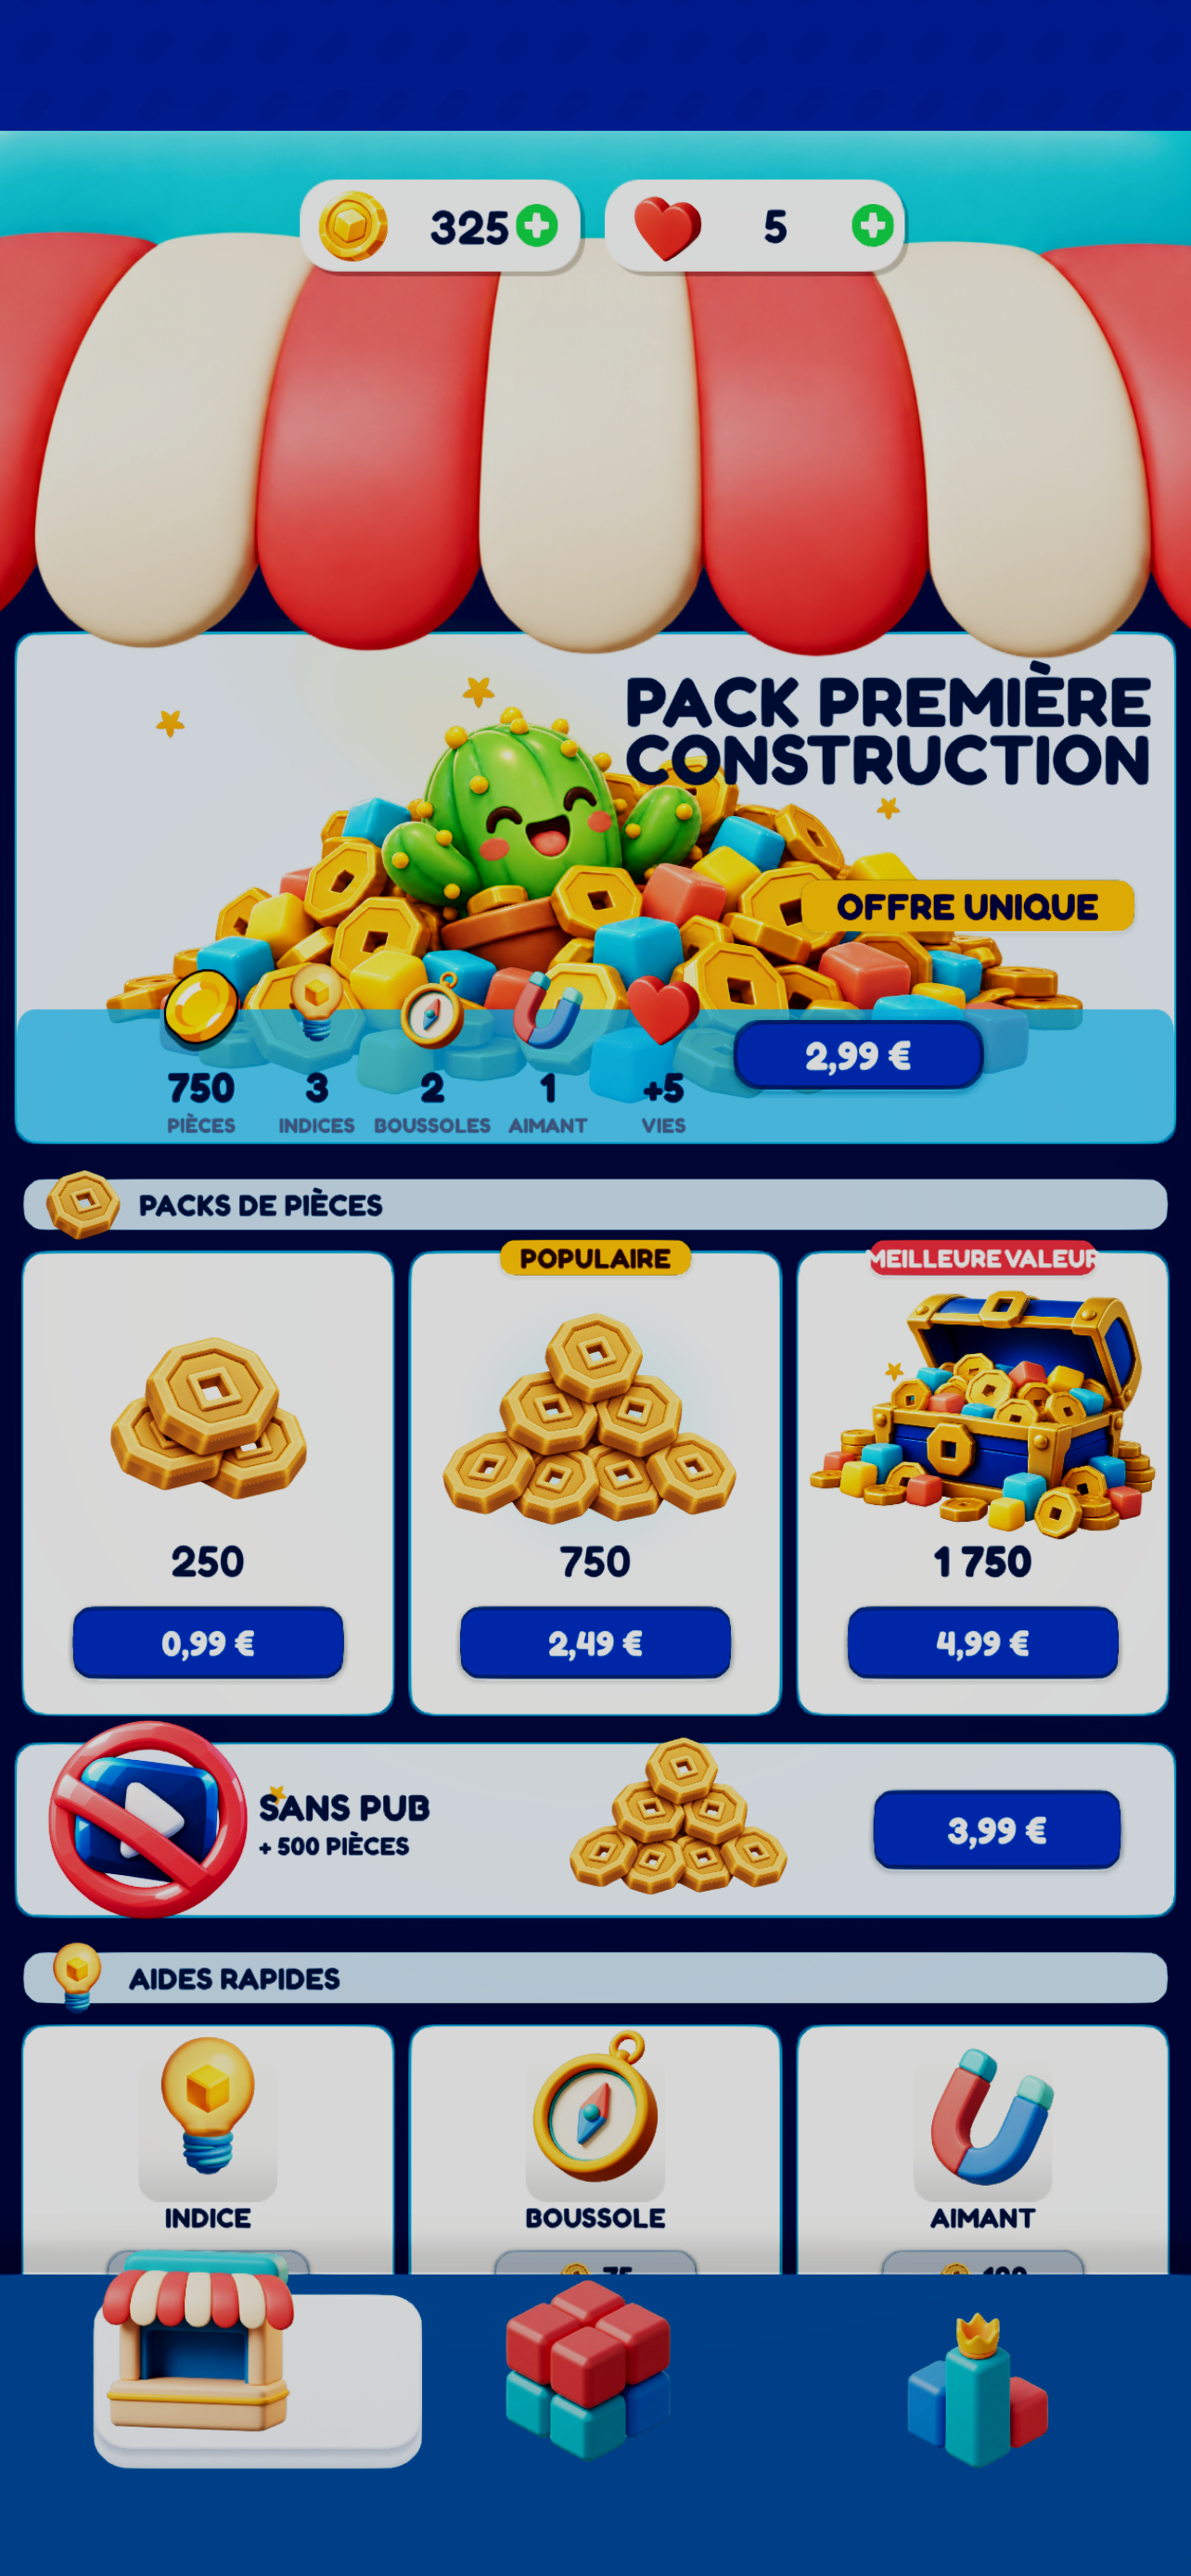 325
5
PACK PREMIÈRE
CONSTRUCTION
OFFRE UNIQUE
2,99 €
750 3 2 1 +5
PIÈCES INDICES BOUSSOLES AIMANT VIES
PACKS DE PIÈCES
POPULAIRE
MEILLEURE VALEUR
250 750 1 750
0,99 € 2,49 € 4,99 €
SANS PUB
+ 500 PIÈCES
3,99 €
AIDES RAPIDES
INDICE BOUSSOLE AIMANT